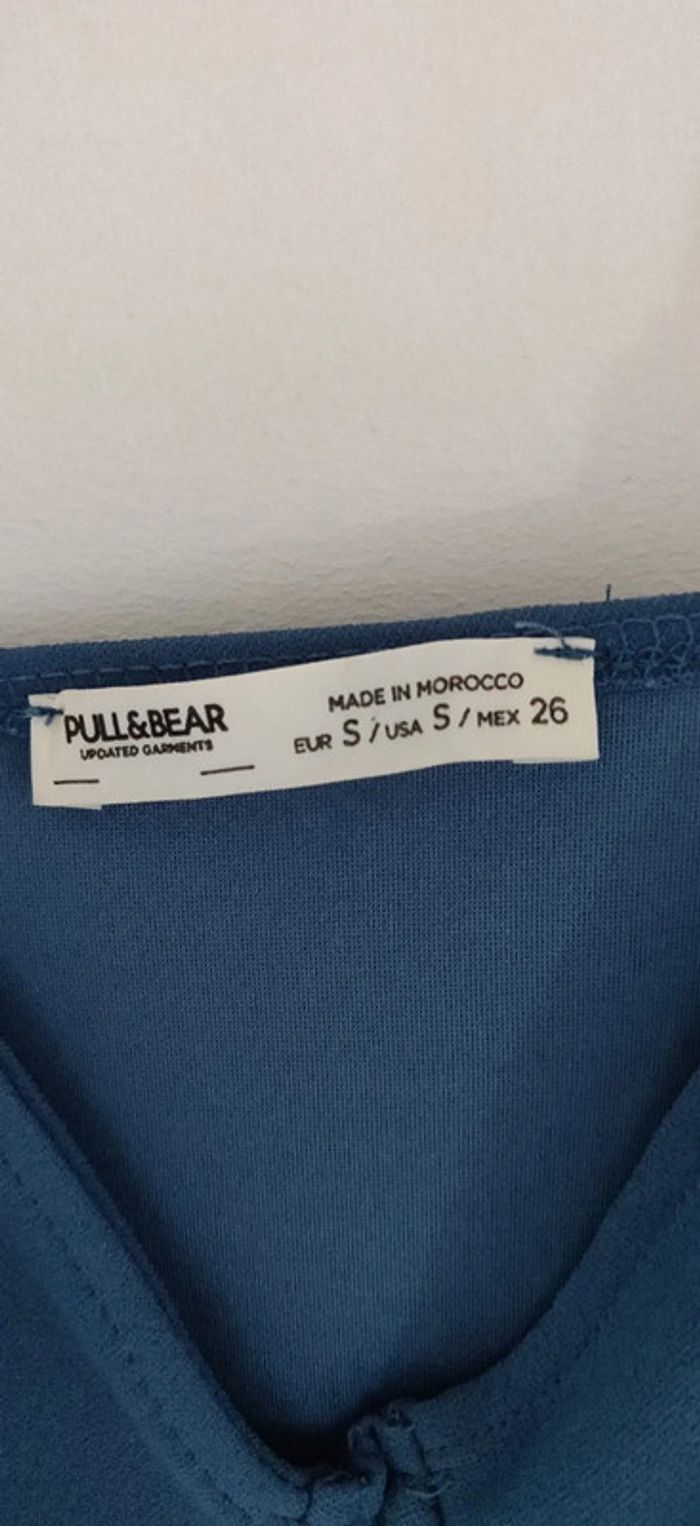 PULL&BEAR
UPDATED GARMENTS
MADE IN MOROCCO
EUR S / USA S / MEX 26